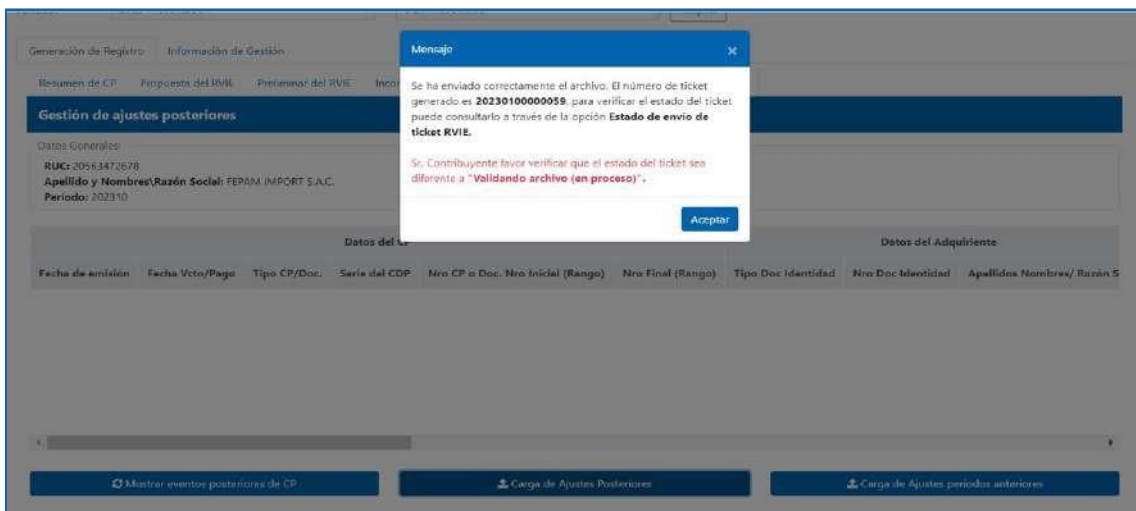 Generación de Registro Información de Gestión
Mensaje ×
Resumen de CP Propuesta del RVIE Preliminar del RVIE
Se ha enviado correctamente el archivo. El número de ticket
generado es 20230100000059, para verificar el estado del ticket
puede consultarlo a través de la opción Estado de envío de
ticket RVIE.
Sr. Contribuyente favor verificar que el estado del ticket sea
diferente a "Validando archivo (en proceso)".
Aceptar
Gestión de ajustes posteriores
Datos Generales:
RUC: 20563472678
Apellido y Nombres\Razón Social: FEPAM IMPORT S.A.C.
Periodo: 202310
Datos del CP Datos del Adquiriente
Fecha de emisión Fecha Vcto/Pago Tipo CP/Doc. Serie del CDP Nro CP o Doc. Nro Inicial (Rango) Nro Final (Rango) Tipo Doc Identidad Nro Doc Identidad Apellidos Nombres/ Razón S
Mostrar eventos posteriores de CP Carga de Ajustes Posteriores Carga de Ajustes periodos anteriores